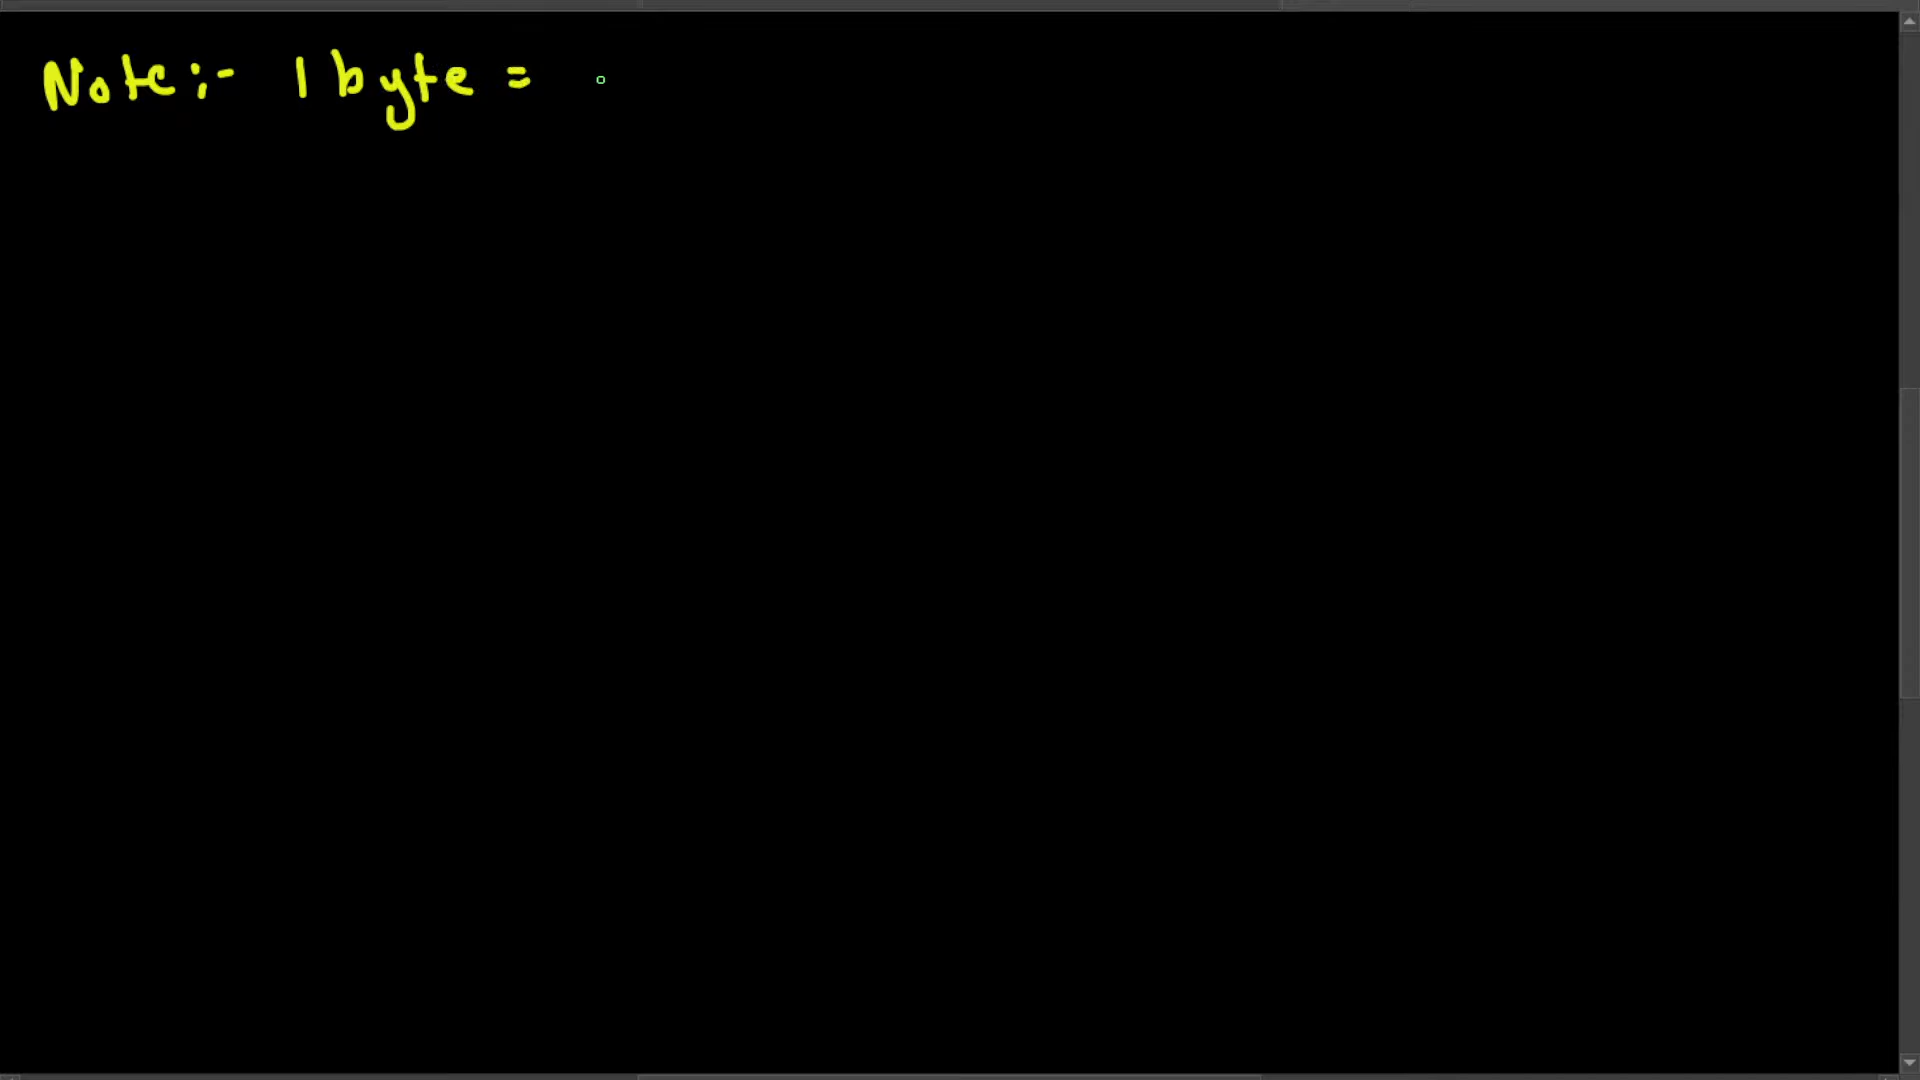 Note:- 1 byte =